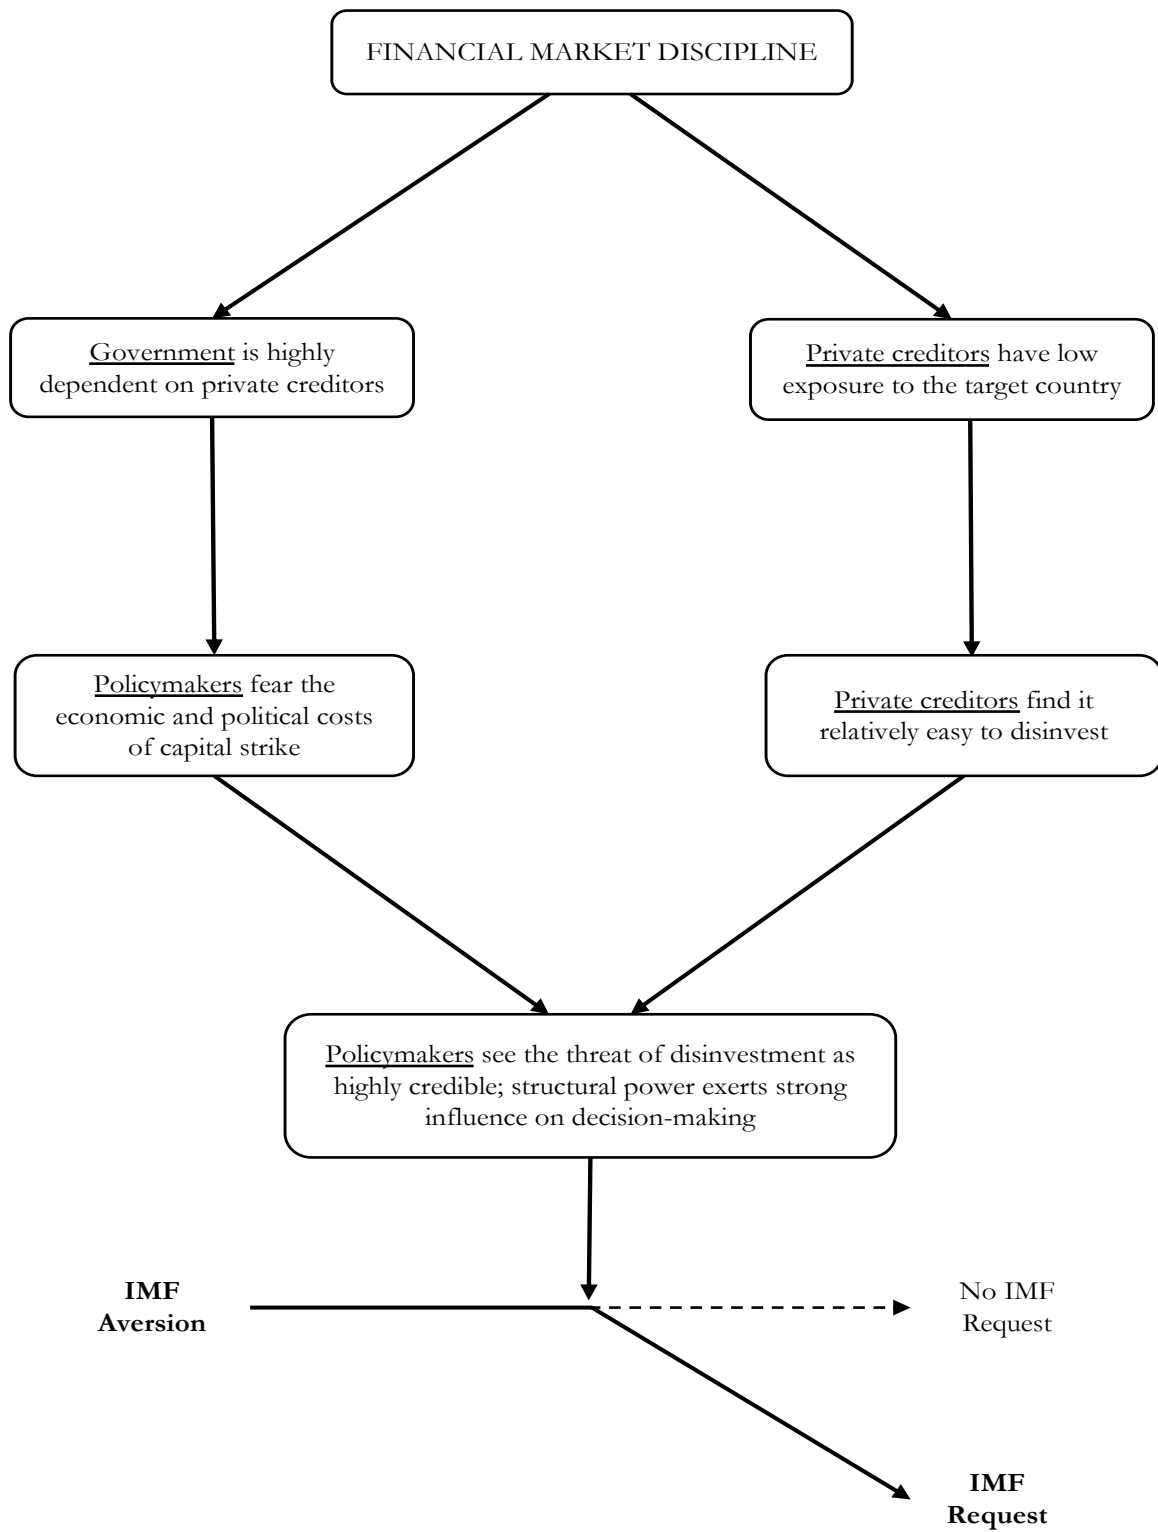 FINANCIAL MARKET DISCIPLINE
Government is highly
dependent on private creditors
Private creditors have low
exposure to the target country
Policymakers fear the
economic and political costs
of capital strike
Private creditors find it
relatively easy to disinvest
Policymakers see the threat of disinvestment as
highly credible; structural power exerts strong
influence on decision-making
IMF
Aversion
No IMF
Request
IMF
Request